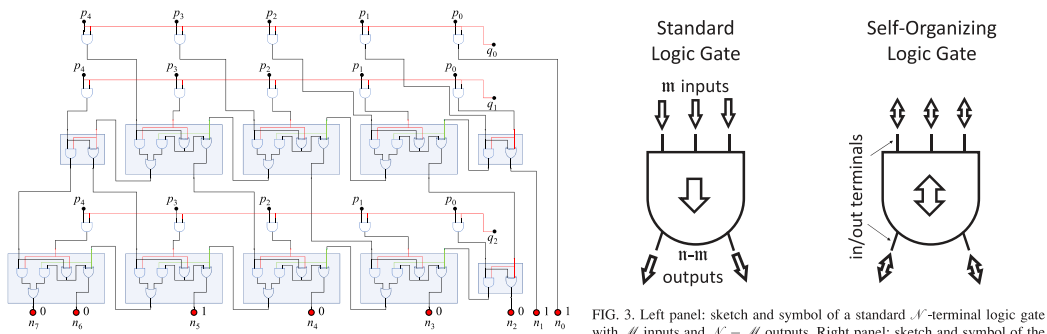 p4 p3 p2 p1 p0
q0
p4 p3 p2 p1 p0
q1
p4 p3 p2 p1 p0
q2
0 0 1 0 0 0 1 1
n7 n6 n5 n4 n3 n2 n1 n0
Standard
Logic Gate
𝔪 inputs
𝔫-𝔪
outputs
Self-Organizing
Logic Gate
in/out terminals
FIG. 3. Left panel: sketch and symbol of a standard 𝒩-terminal logic gate
with ℳ inputs and 𝒩 − ℳ outputs. Right panel: sketch and symbol of the